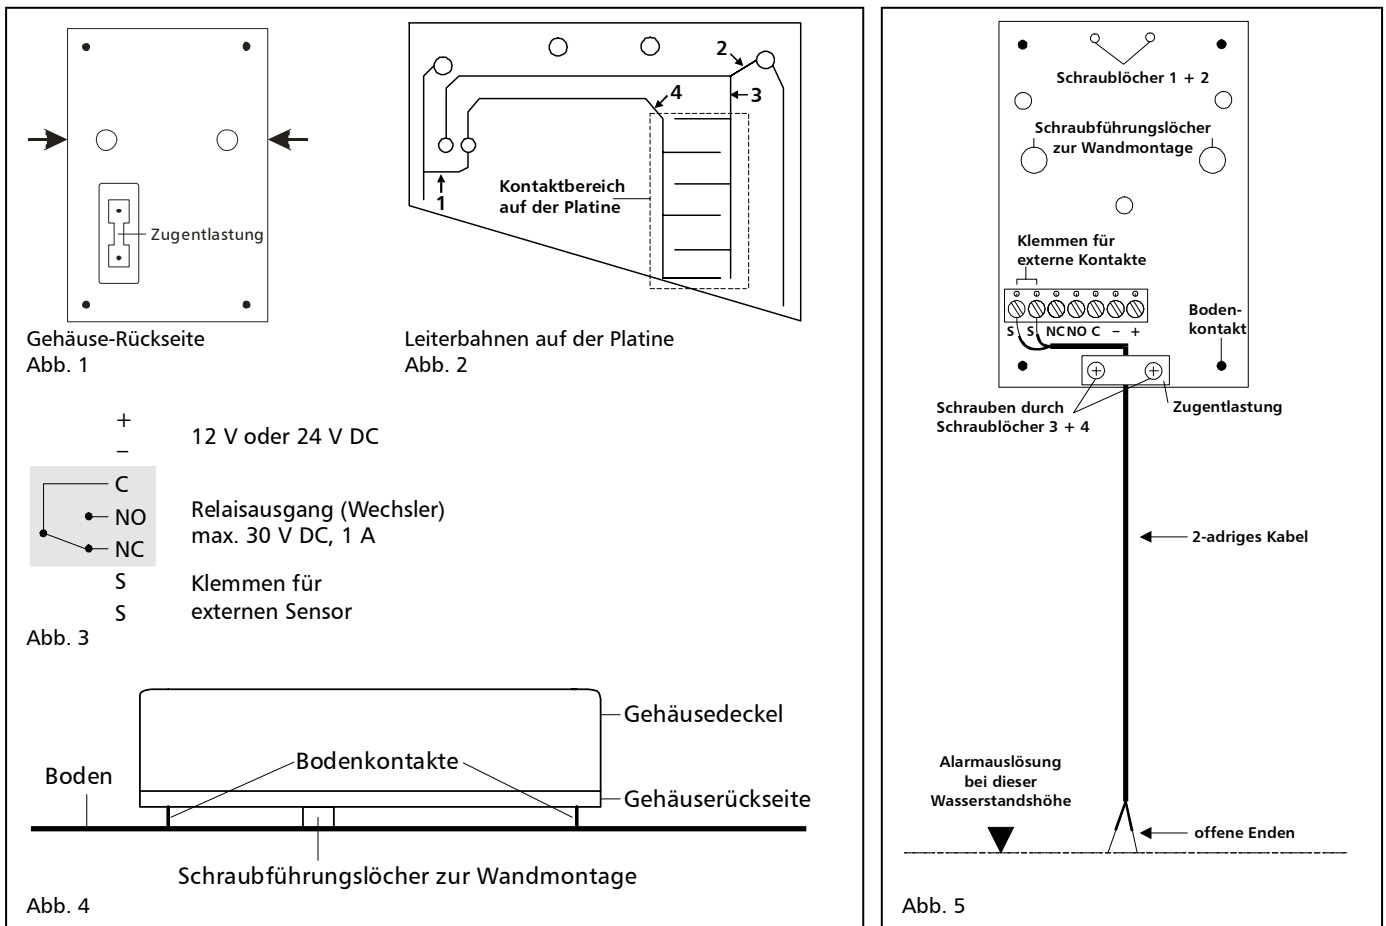 Zugentlastung
Gehäuse-Rückseite
Abb. 1
1
2
3
4
Kontaktbereich
auf der Platine
Leiterbahnen auf der Platine
Abb. 2
+
−
12 V oder 24 V DC
C
NO
NC
Relaisausgang (Wechsler)
max. 30 V DC, 1 A
S
S
Klemmen für
externen Sensor
Abb. 3
Gehäusedeckel
Bodenkontakte
Boden
Gehäuserückseite
Schraubführungslöcher zur Wandmontage
Abb. 4
Schraublöcher 1 + 2
Schraubführungslöcher
zur Wandmontage
Klemmen für
externe Kontakte
S S NC NO C − +
Boden-
kontakt
Schrauben durch
Schraublöcher 3 + 4
Zugentlastung
2-adriges Kabel
Alarmauslösung
bei dieser
Wasserstandshöhe
offene Enden
Abb. 5